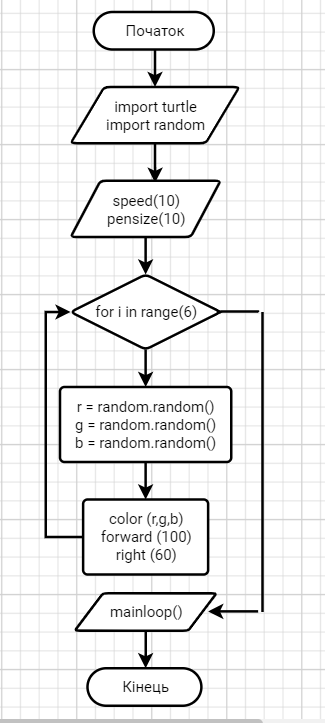 Початок
import turtle
import random
speed(10)
pensize(10)
for i in range(6)
r = random.random()
g = random.random()
b = random.random()
color (r,g,b)
forward (100)
right (60)
mainloop()
Кінець